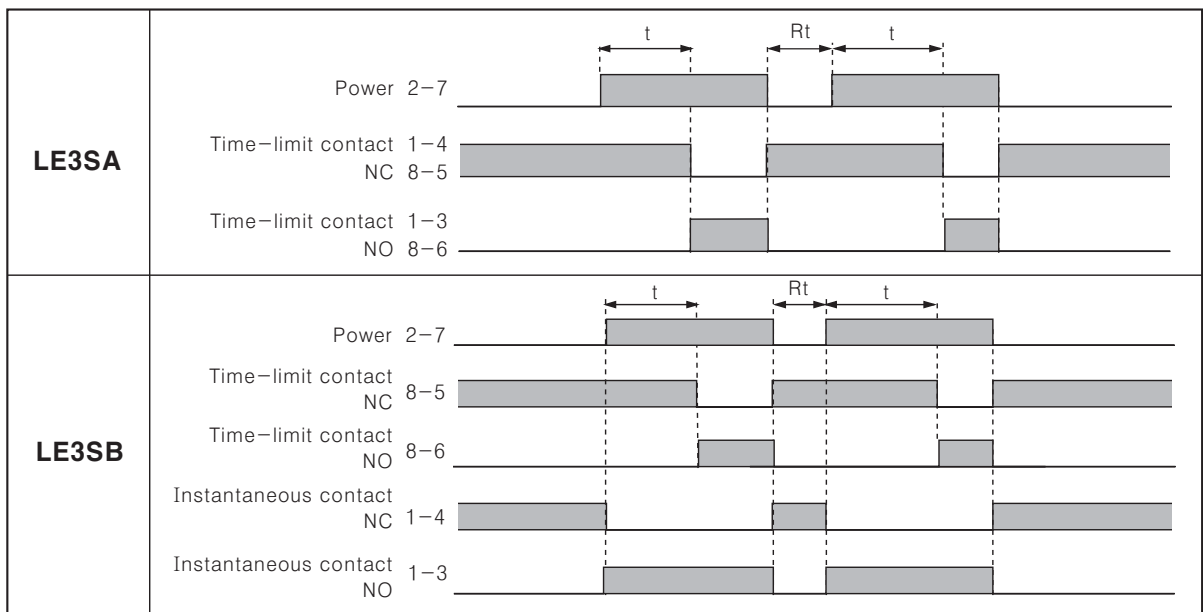 t Rt t
Power 2-7
LE3SA
Time-limit contact 1-4
NC 8-5
Time-limit contact 1-3
NO 8-6
t Rt t
Power 2-7
Time-limit contact
NC 8-5
LE3SB
Time-limit contact
NO 8-6
Instantaneous contact
NC 1-4
Instantaneous contact
NO 1-3